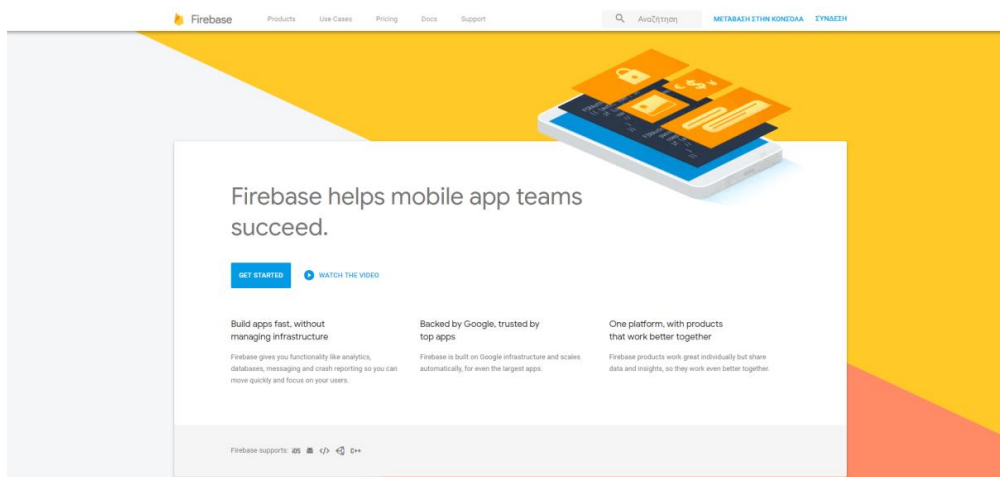 Firebase
Products
Use Cases
Pricing
Docs
Support
Αναζήτηση
ΜΕΤΆΒΑΣΗ ΣΤΗΝ ΚΟΝΣΌΛΑ
ΣΎΝΔΕΣΗ
Firebase helps mobile app teams
succeed.
GET STARTED
WATCH THE VIDEO
Build apps fast, without
managing infrastructure
Firebase gives you functionality like analytics,
databases, messaging and crash reporting so you can
move quickly and focus on your users.
Backed by Google, trusted by
top apps
Firebase is built on Google infrastructure and scales
automatically, for even the largest apps.
One platform, with products
that work better together
Firebase products work great individually but share
data and insights, so they work even better together.
Firebase supports: iOS </> C++